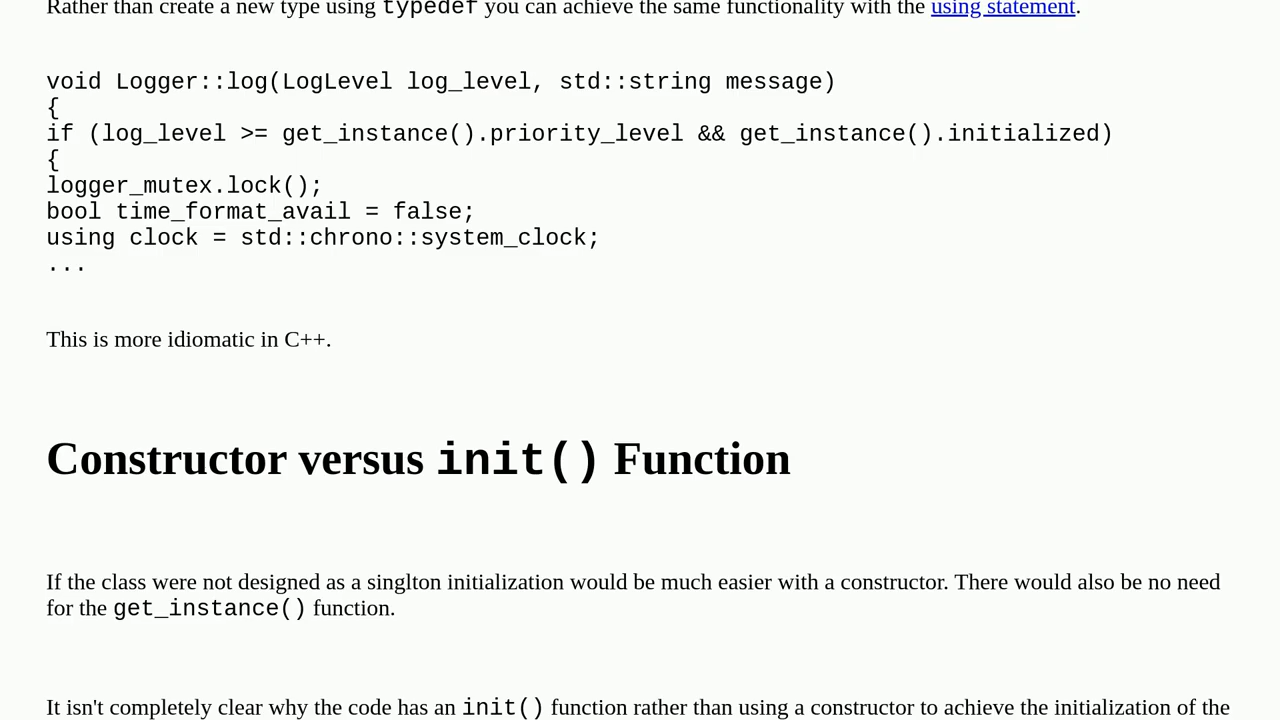 Rather than create a new type using typedef you can achieve the same functionality with the using statement.
void Logger::log(LogLevel log_level, std::string message)
{
if (log_level >= get_instance().priority_level && get_instance().initialized)
{
logger_mutex.lock();
bool time_format_avail = false;
using clock = std::chrono::system_clock;
...
This is more idiomatic in C++.
Constructor versus init() Function
If the class were not designed as a singlton initialization would be much easier with a constructor. There would also be no need
for the get_instance() function.
It isn't completely clear why the code has an init() function rather than using a constructor to achieve the initialization of the